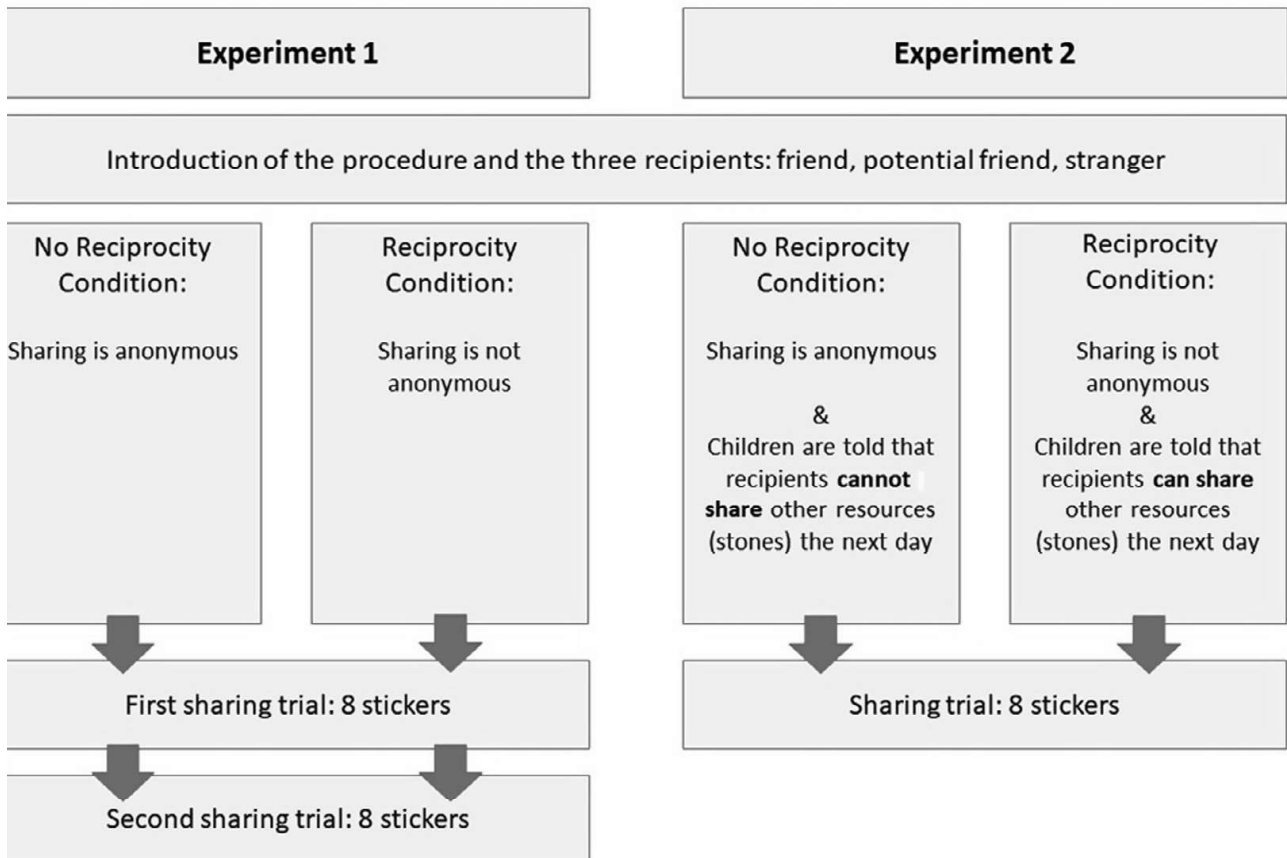 Experiment 1
Experiment 2
Introduction of the procedure and the three recipients: friend, potential friend, stranger
No Reciprocity
Condition:
Sharing is anonymous
Reciprocity
Condition:
Sharing is not
anonymous
No Reciprocity
Condition:
Sharing is anonymous
&
Children are told that
recipients cannot
share other resources
(stones) the next day
Reciprocity
Condition:
Sharing is not
anonymous
&
Children are told that
recipients can share
other resources
(stones) the next day
First sharing trial: 8 stickers
Sharing trial: 8 stickers
Second sharing trial: 8 stickers